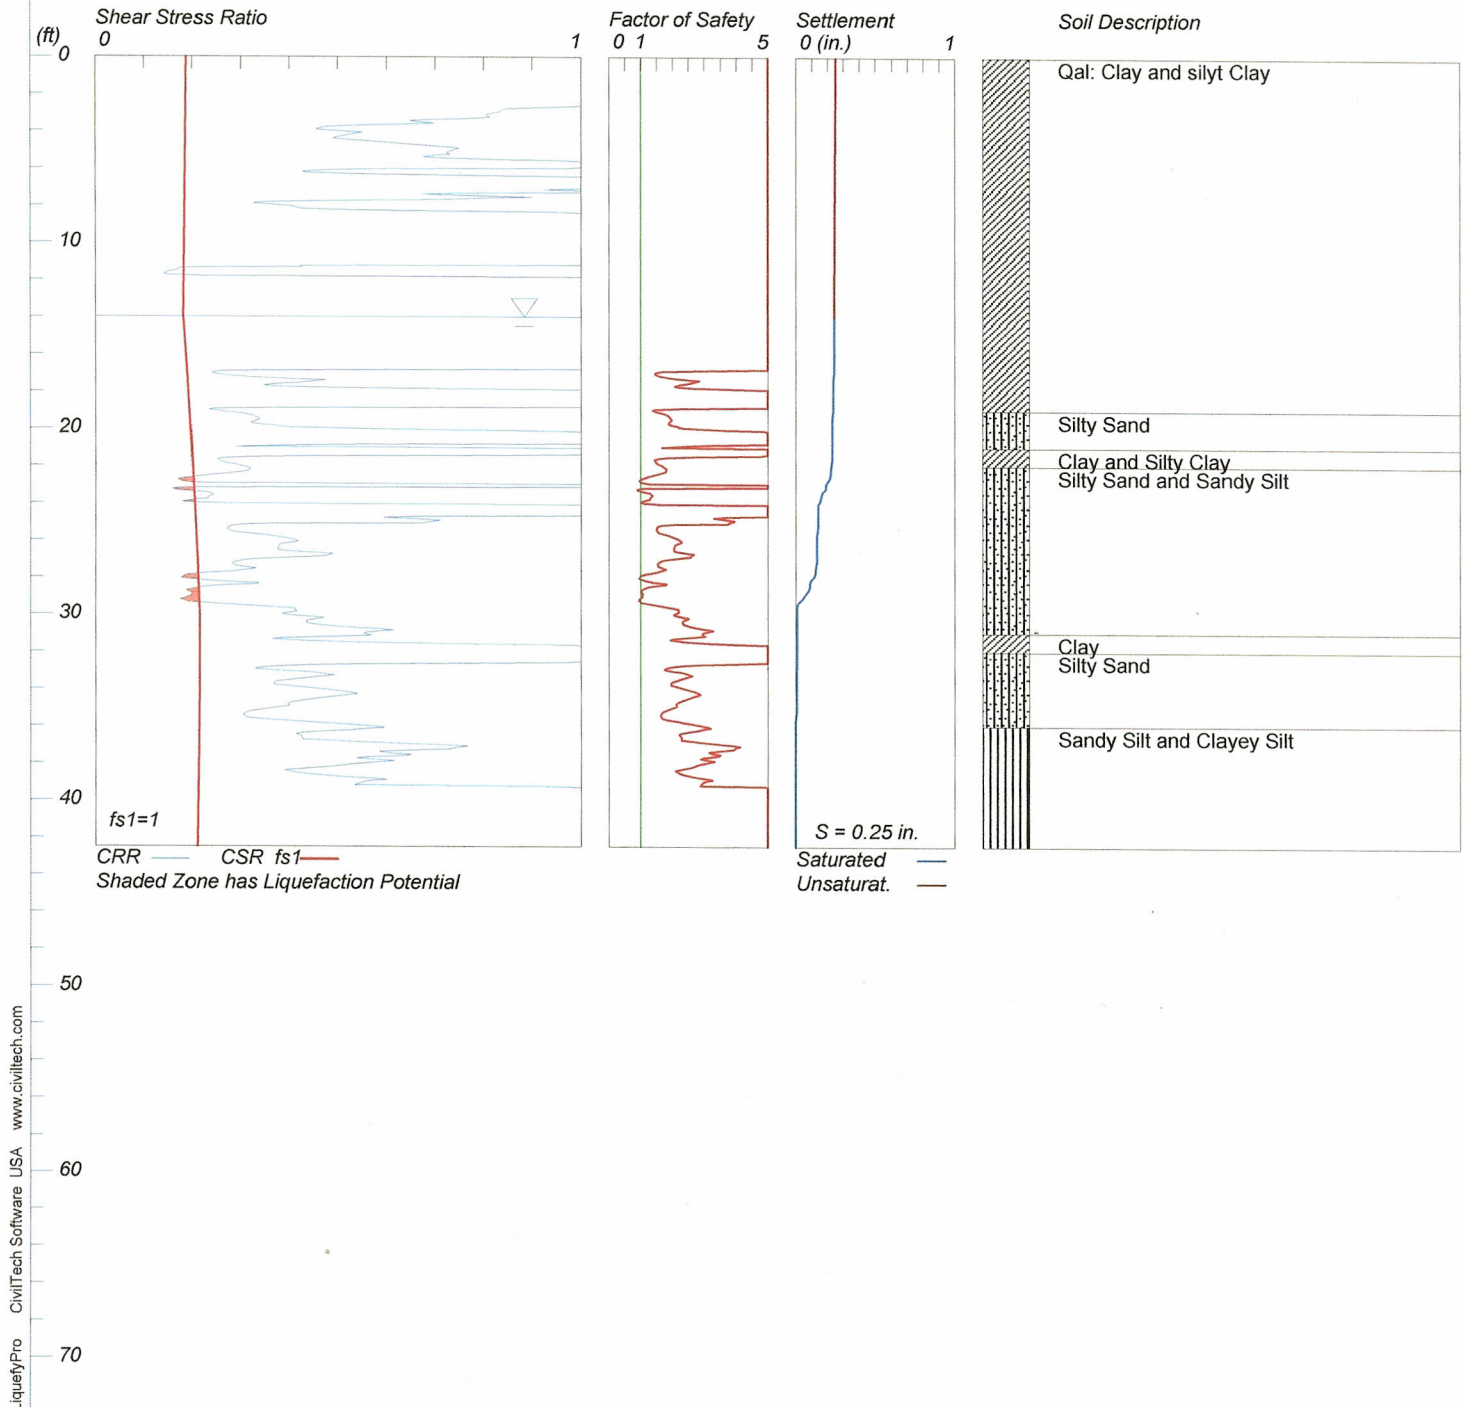 Shear Stress Ratio
Factor of Safety
Settlement
Soil Description
(ft)
0 1
0 1 5
0 (in.) 1
0
Qal: Clay and silyt Clay
10
20
Silty Sand
Clay and Silty Clay
Silty Sand and Sandy Silt
30
Clay
Silty Sand
Sandy Silt and Clayey Silt
40
fs1=1
S = 0.25 in.
CRR CSR fs1
Saturated
Shaded Zone has Liquefaction Potential
Unsaturat.
50
60
70
iquefyPro CivilTech Software USA www.civiltech.com